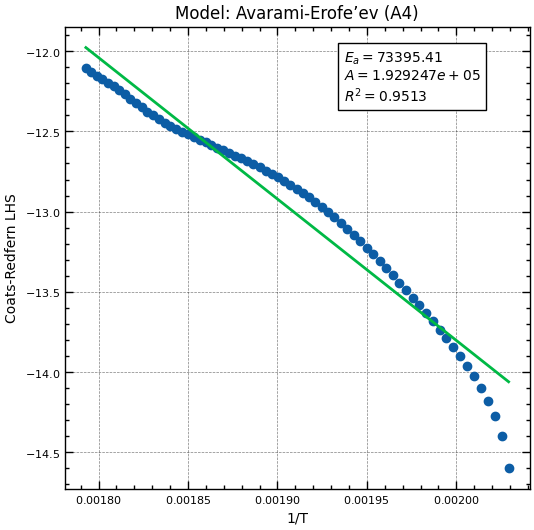 Model: Avarami-Erofe’ev (A4)
E_a = 73395.41
A = 1.929247e + 05
R^2 = 0.9513
−12.0
−12.5
−13.0
−13.5
−14.0
−14.5
Coats-Redfern LHS
0.00180 0.00185 0.00190 0.00195 0.00200
1/T